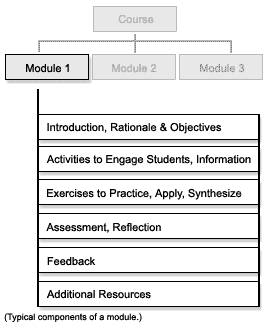 Course
Module 1 Module 2 Module 3
Introduction, Rationale & Objectives
Activities to Engage Students, Information
Exercises to Practice, Apply, Synthesize
Assessment, Reflection
Feedback
Additional Resources
(Typical components of a module.)